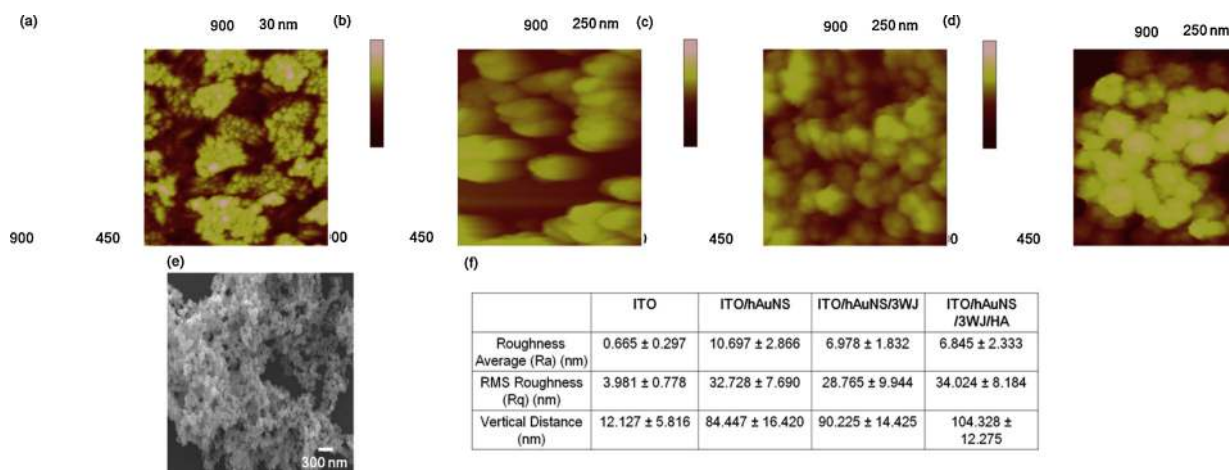 (a) 900 30 nm (b) 900 250 nm (c) 900 250 nm (d) 900 250 nm
900 450 00 450 0 450 00 450
(e) (f)
300 nm
ITO ITO/hAuNS ITO/hAuNS/3WJ ITO/hAuNS
/3WJ/HA
Roughness 0.665 ± 0.297 10.697 ± 2.866 6.978 ± 1.832 6.845 ± 2.333
Average (Ra) (nm)
RMS Roughness 3.981 ± 0.778 32.728 ± 7.690 28.765 ± 9.944 34.024 ± 8.184
(Rq) (nm)
Vertical Distance 12.127 ± 5.816 84.447 ± 16.420 90.225 ± 14.425 104.328 ±
(nm) 12.275